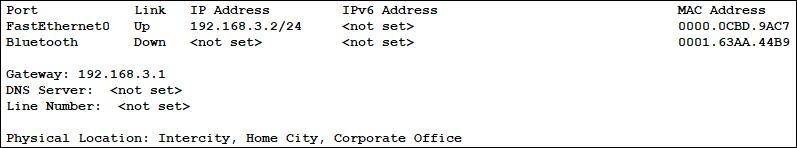 Port Link IP Address IPv6 Address MAC Address
FastEthernet0 Up 192.168.3.2/24 <not set> 0000.0CBD.9AC7
Bluetooth Down <not set> <not set> 0001.63AA.44B9
Gateway: 192.168.3.1
DNS Server: <not set>
Line Number: <not set>
Physical Location: Intercity, Home City, Corporate Office